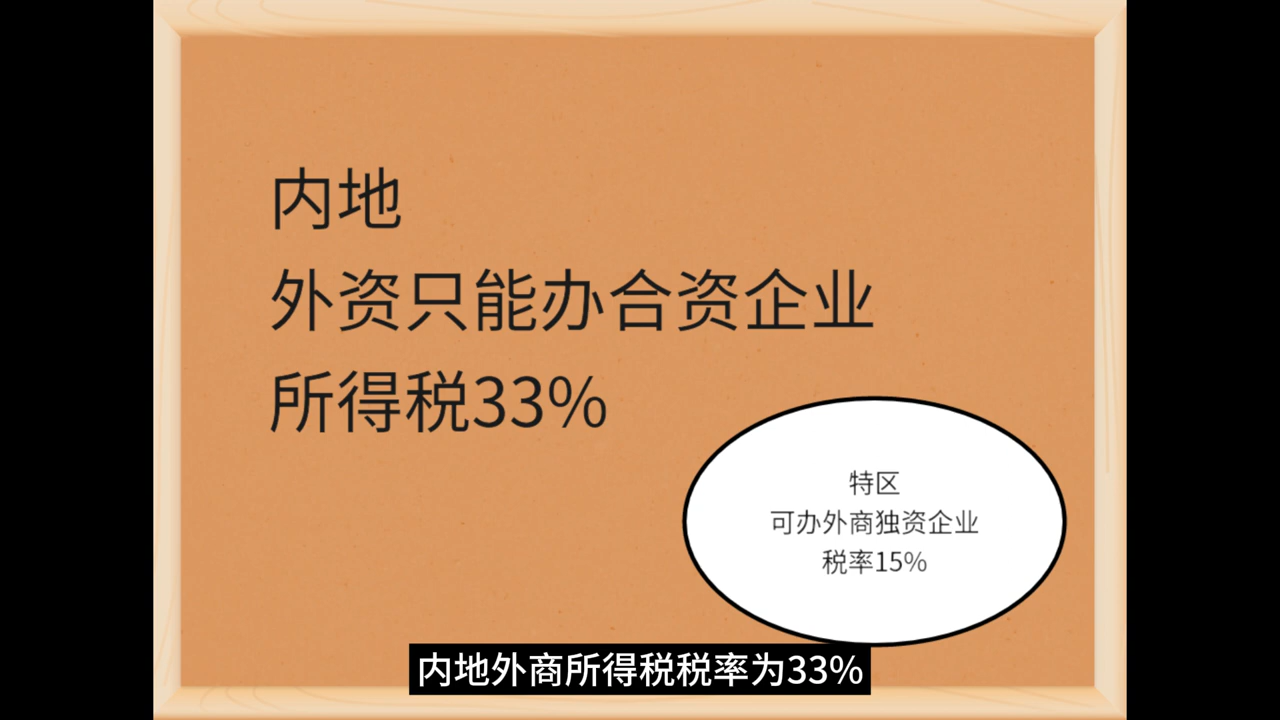 内地
外资只能办合资企业
所得税33%
特区
可办外商独资企业
税率15%
内地外商所得税税率为33%